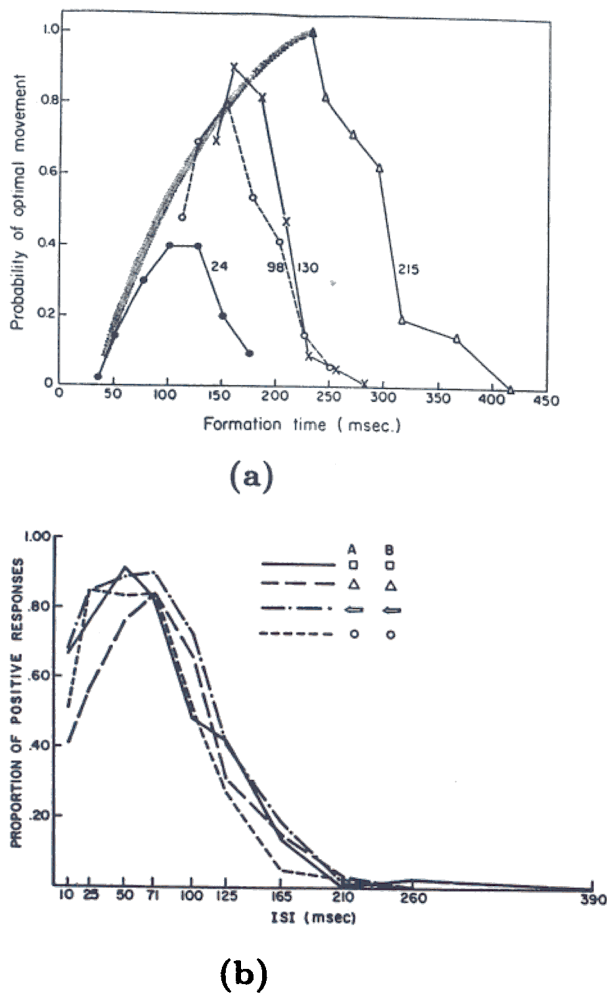 1.0
0.8
0.6
0.4
0.2
0
Probability of optimal movement
24
98
130
215
0 50 100 150 200 250 300 350 400 450
Formation time ( msec.)
(a)
1.00
.80
.60
.40
.20
PROPORTION OF POSITIVE RESPONSES
A B
10 25 50 71 100 125 165 210 260 390
ISI (msec)
(b)